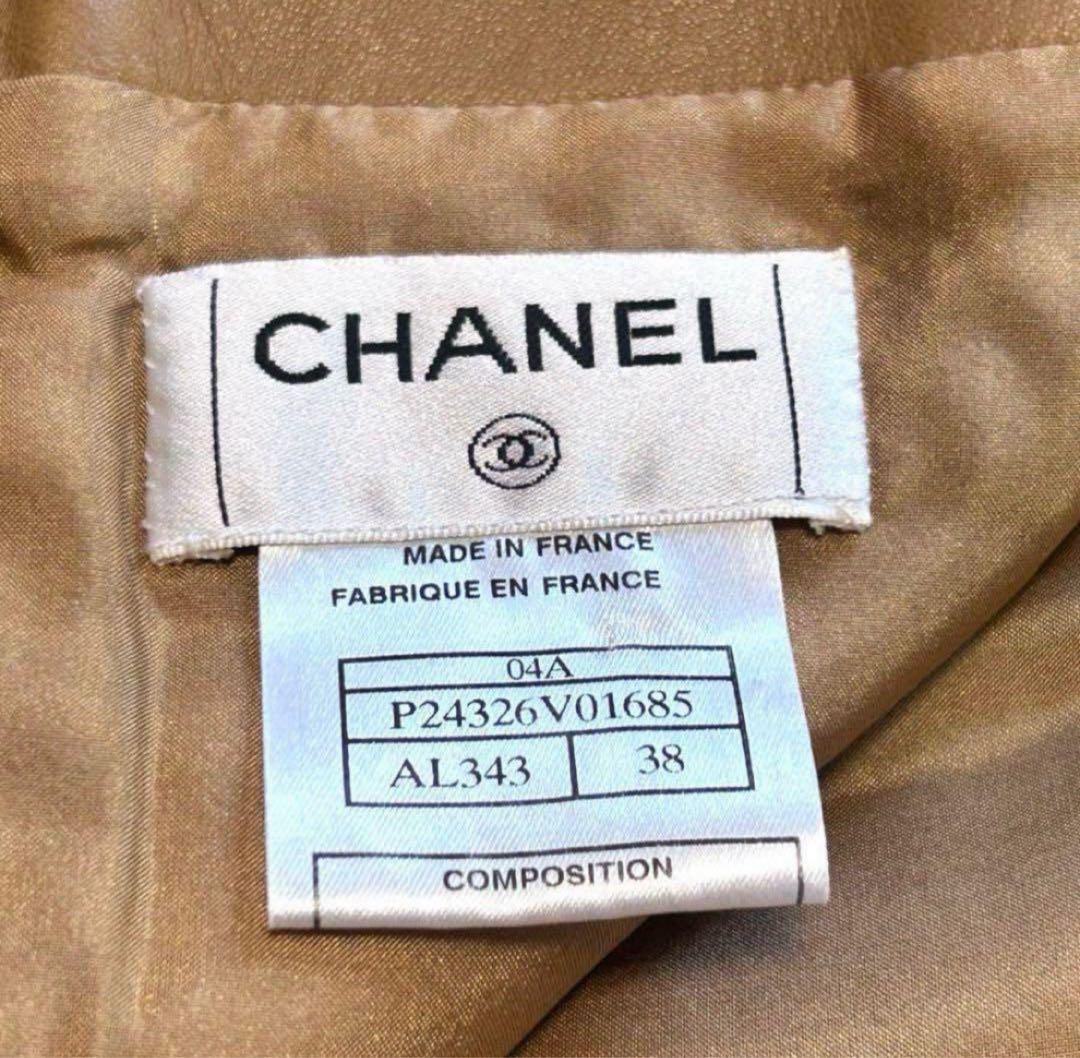 CHANEL
MADE IN FRANCE
FABRIQUE EN FRANCE
04A
P24326V01685
AL343 38
COMPOSITION